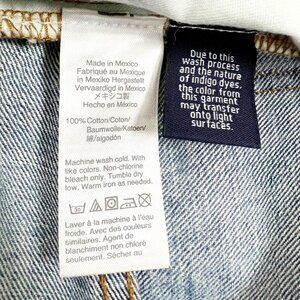 Made in Mexico
Fabriqué au Mexique
in Mexiko Hergestellt
Vervaardigd in Mexico
メキシコ製
Hecho en México
100% Cotton/Coton/
Baumwolle/Katoen/
綿/algodón
Machine wash cold. With
like colors. Non-chlorine
bleach only. Tumble dry
low. Warm iron as needed.
Laver à la machine à l'eau
froide. Avec des couleurs
similaires. Agent de
blanchiment non chloré
seulement. Séchage par
Due to this
wash process
and the nature
of indigo dyes,
the color from
this garment
may transfer
onto light
surfaces.